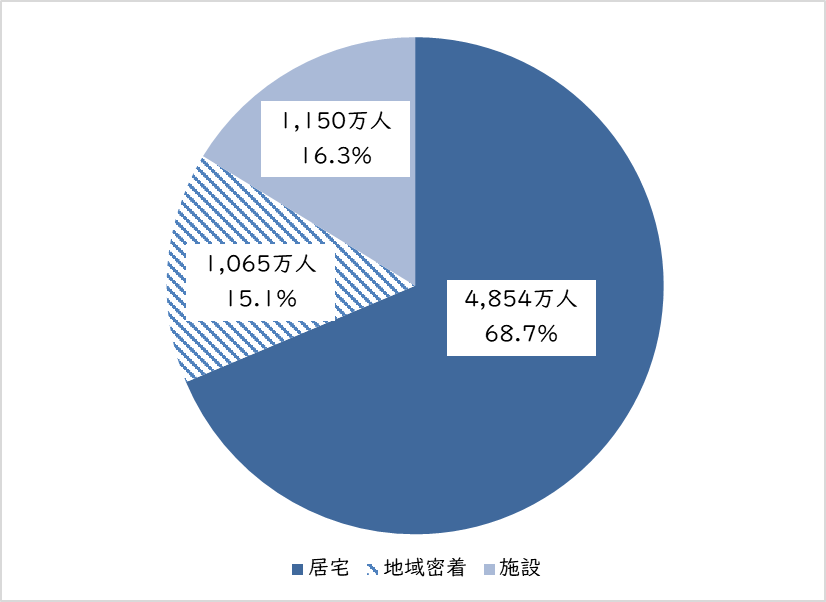 1,150万人
16.3%
1,065万人
15.1%
4,854万人
68.7%
居宅 地域密着 施設